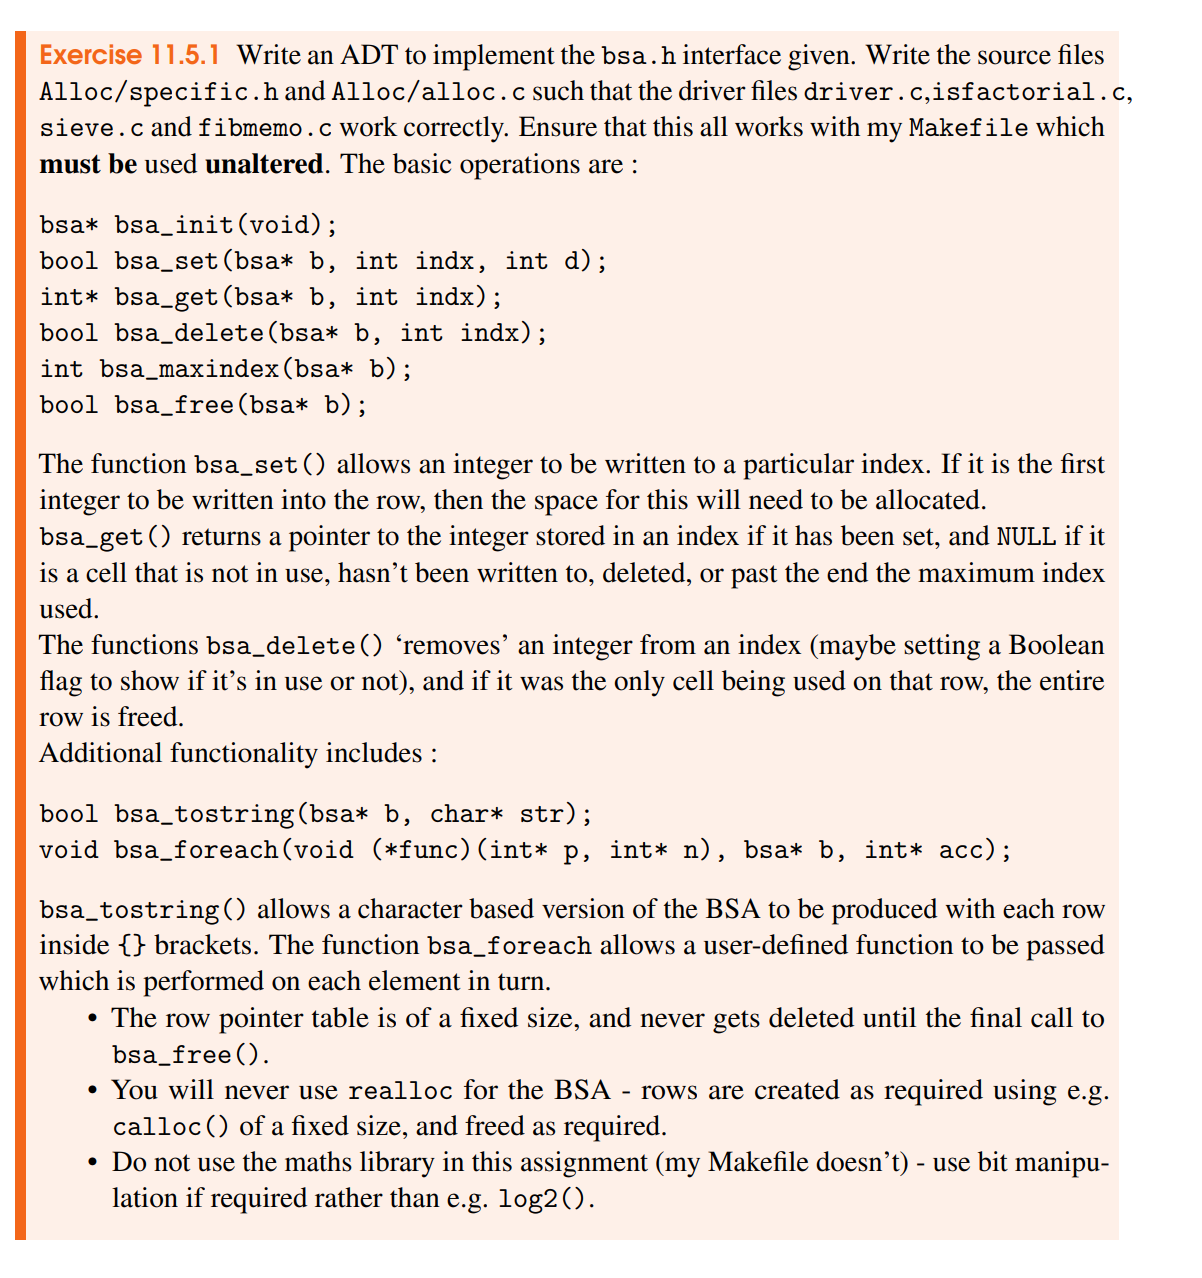 Exercise 11.5.1 Write an ADT to implement the bsa.h interface given. Write the source files
Alloc/specific.h and Alloc/alloc.c such that the driver files driver.c,isfactorial.c,
sieve.c and fibmemo.c work correctly. Ensure that this all works with my Makefile which
must be used unaltered. The basic operations are :
bsa* bsa_init(void);
bool bsa_set(bsa* b, int indx, int d);
int* bsa_get(bsa* b, int indx);
bool bsa_delete(bsa* b, int indx);
int bsa_maxindex(bsa* b);
bool bsa_free(bsa* b);
The function bsa_set() allows an integer to be written to a particular index. If it is the first
integer to be written into the row, then the space for this will need to be allocated.
bsa_get() returns a pointer to the integer stored in an index if it has been set, and NULL if it
is a cell that is not in use, hasn't been written to, deleted, or past the end the maximum index
used.
The functions bsa_delete() ‘removes’ an integer from an index (maybe setting a Boolean
flag to show if it's in use or not), and if it was the only cell being used on that row, the entire
row is freed.
Additional functionality includes :
bool bsa_tostring(bsa* b, char* str);
void bsa_foreach(void (*func)(int* p, int* n), bsa* b, int* acc);
bsa_tostring() allows a character based version of the BSA to be produced with each row
inside {} brackets. The function bsa_foreach allows a user-defined function to be passed
which is performed on each element in turn.
• The row pointer table is of a fixed size, and never gets deleted until the final call to
bsa_free().
• You will never use realloc for the BSA - rows are created as required using e.g.
calloc() of a fixed size, and freed as required.
• Do not use the maths library in this assignment (my Makefile doesn't) - use bit manipu-
lation if required rather than e.g. log2().